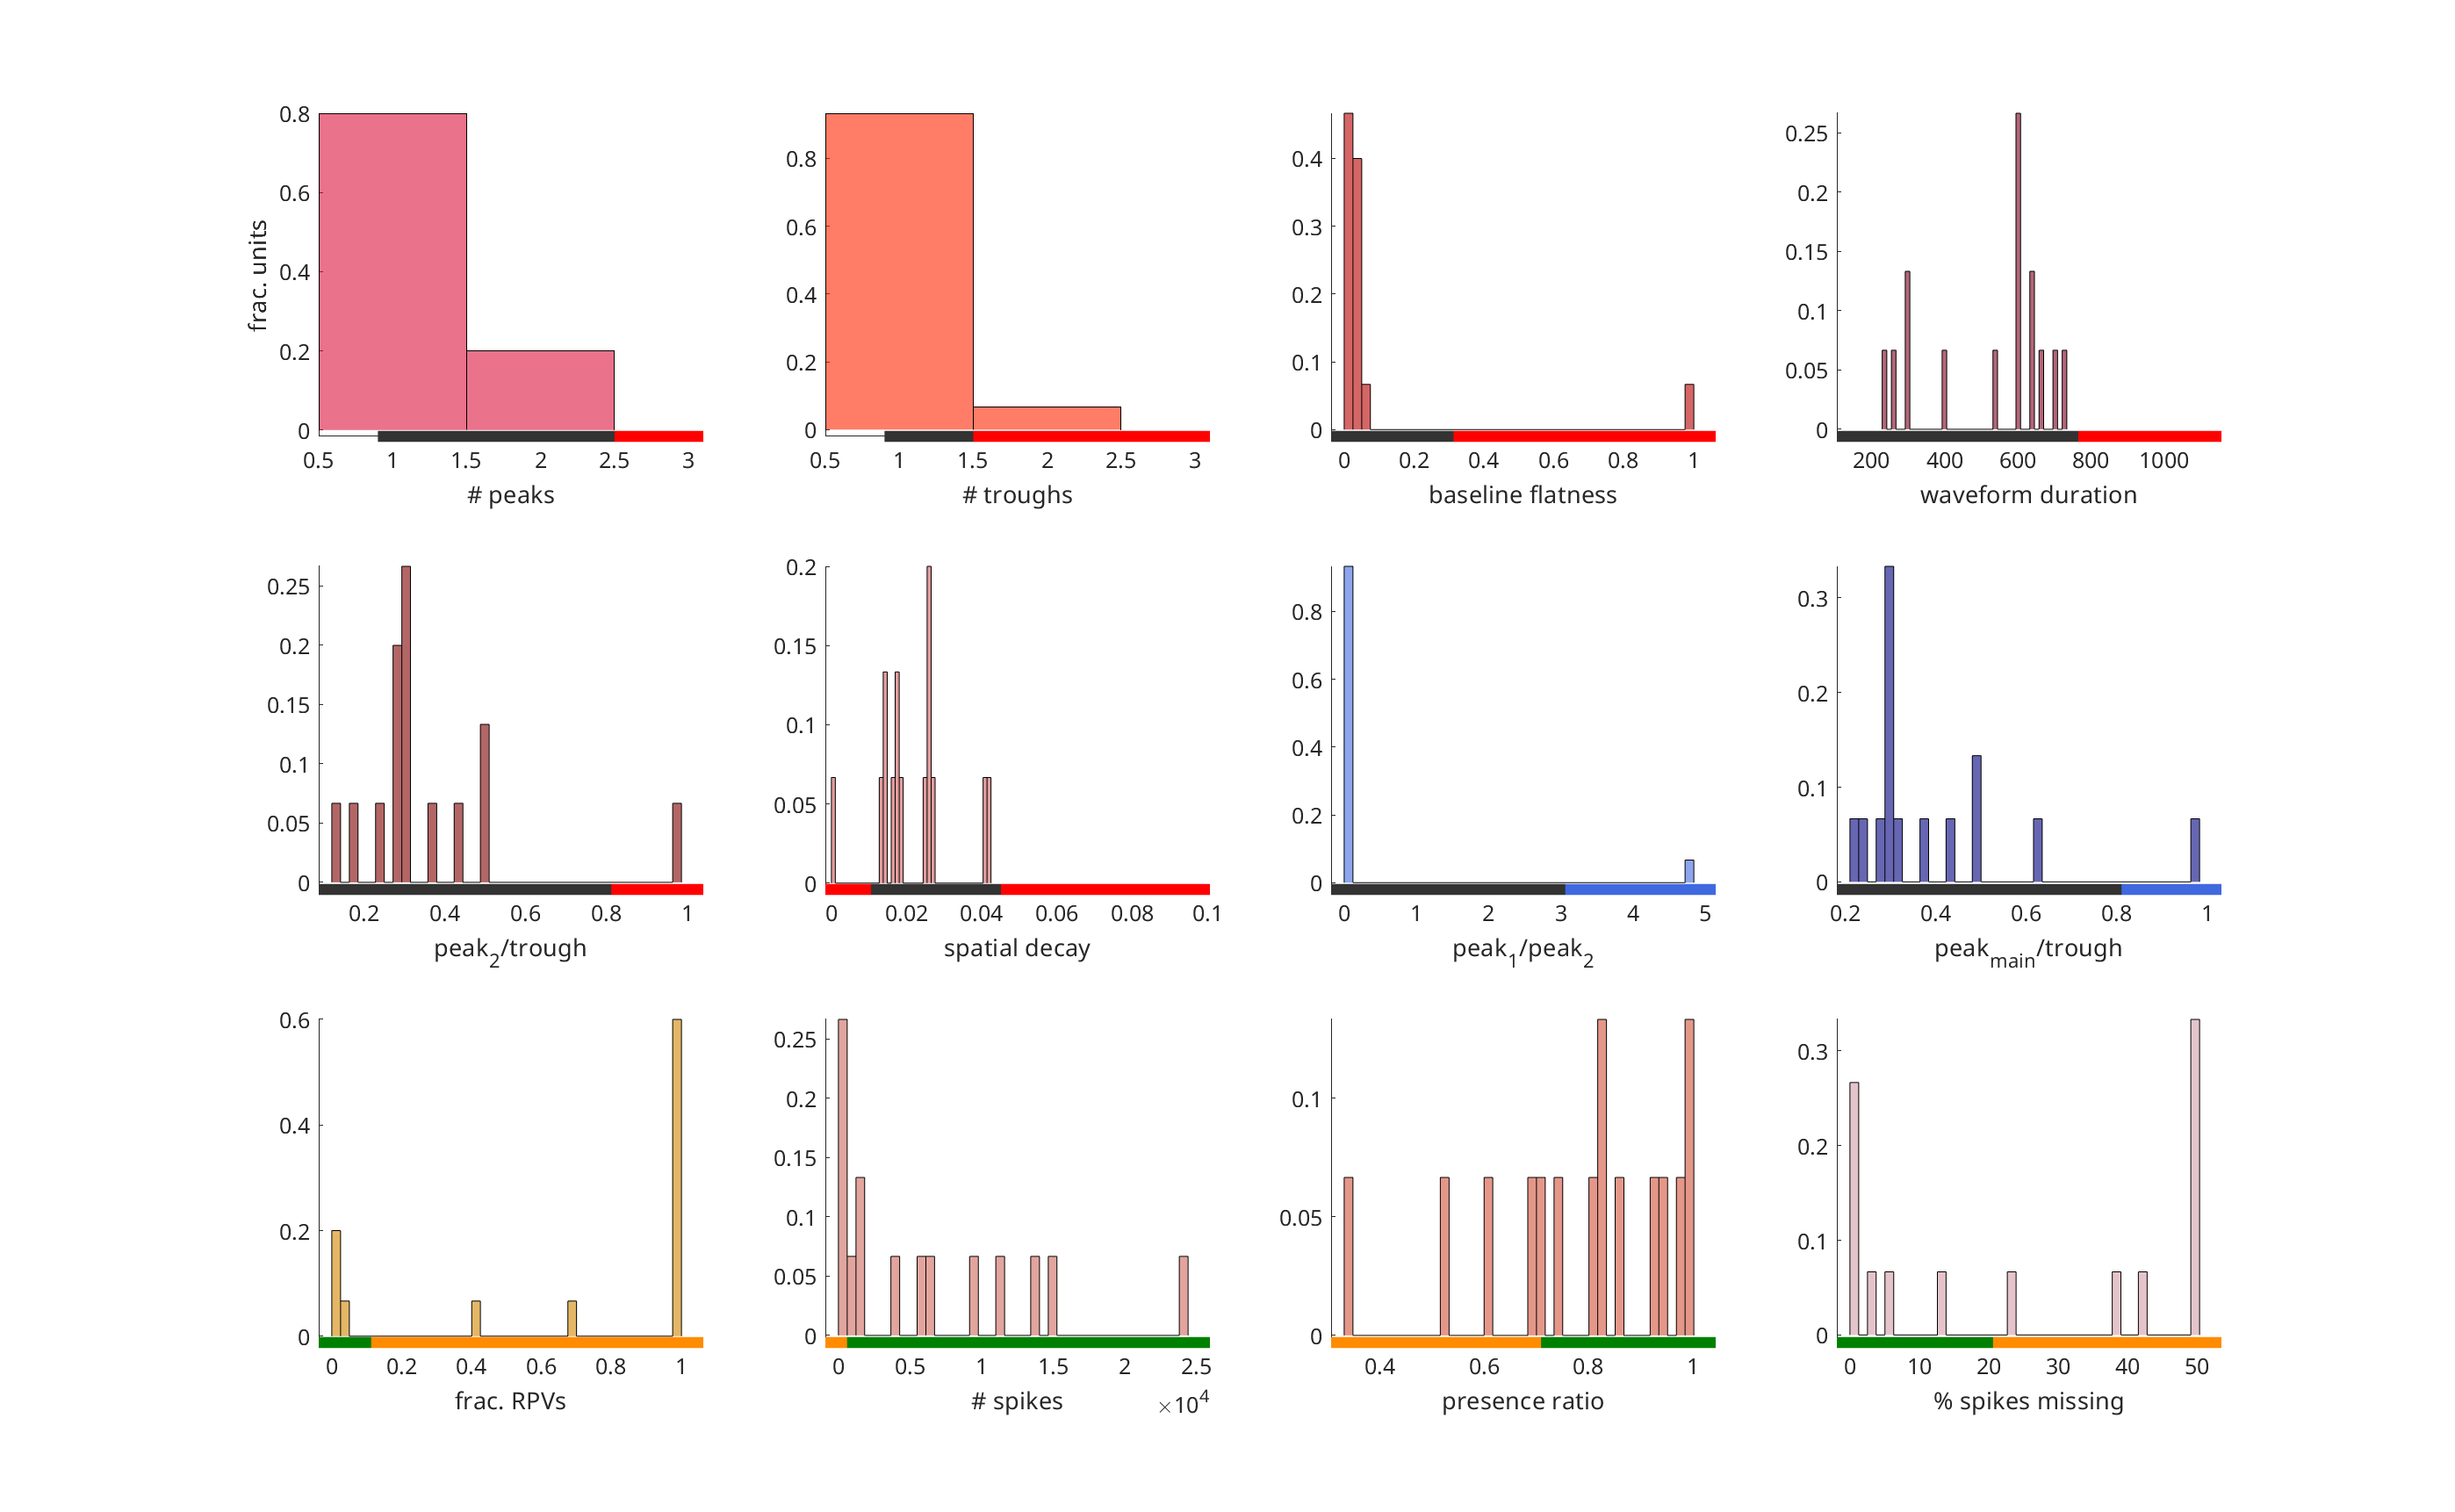 frac. units
0.8
0.6
0.4
0.2
0
0.5 1 1.5 2 2.5 3
# peaks
0.8
0.6
0.4
0.2
0
0.5 1 1.5 2 2.5 3
# troughs
0.4
0.3
0.2
0.1
0
0 0.2 0.4 0.6 0.8 1
baseline flatness
0.25
0.2
0.15
0.1
0.05
0
200 400 600 800 1000
waveform duration
0.25
0.2
0.15
0.1
0.05
0
0.2 0.4 0.6 0.8 1
peak2/trough
0.2
0.15
0.1
0.05
0
0 0.02 0.04 0.06 0.08 0.1
spatial decay
0.8
0.6
0.4
0.2
0
0 1 2 3 4 5
peak1/peak2
0.3
0.2
0.1
0
0.2 0.4 0.6 0.8 1
peakmain/trough
0.6
0.4
0.2
0
0 0.2 0.4 0.6 0.8 1
frac. RPVs
0.25
0.2
0.15
0.1
0.05
0
0 0.5 1 1.5 2 2.5
# spikes ×10^4
0.1
0.05
0
0.4 0.6 0.8 1
presence ratio
0.3
0.2
0.1
0
0 10 20 30 40 50
% spikes missing